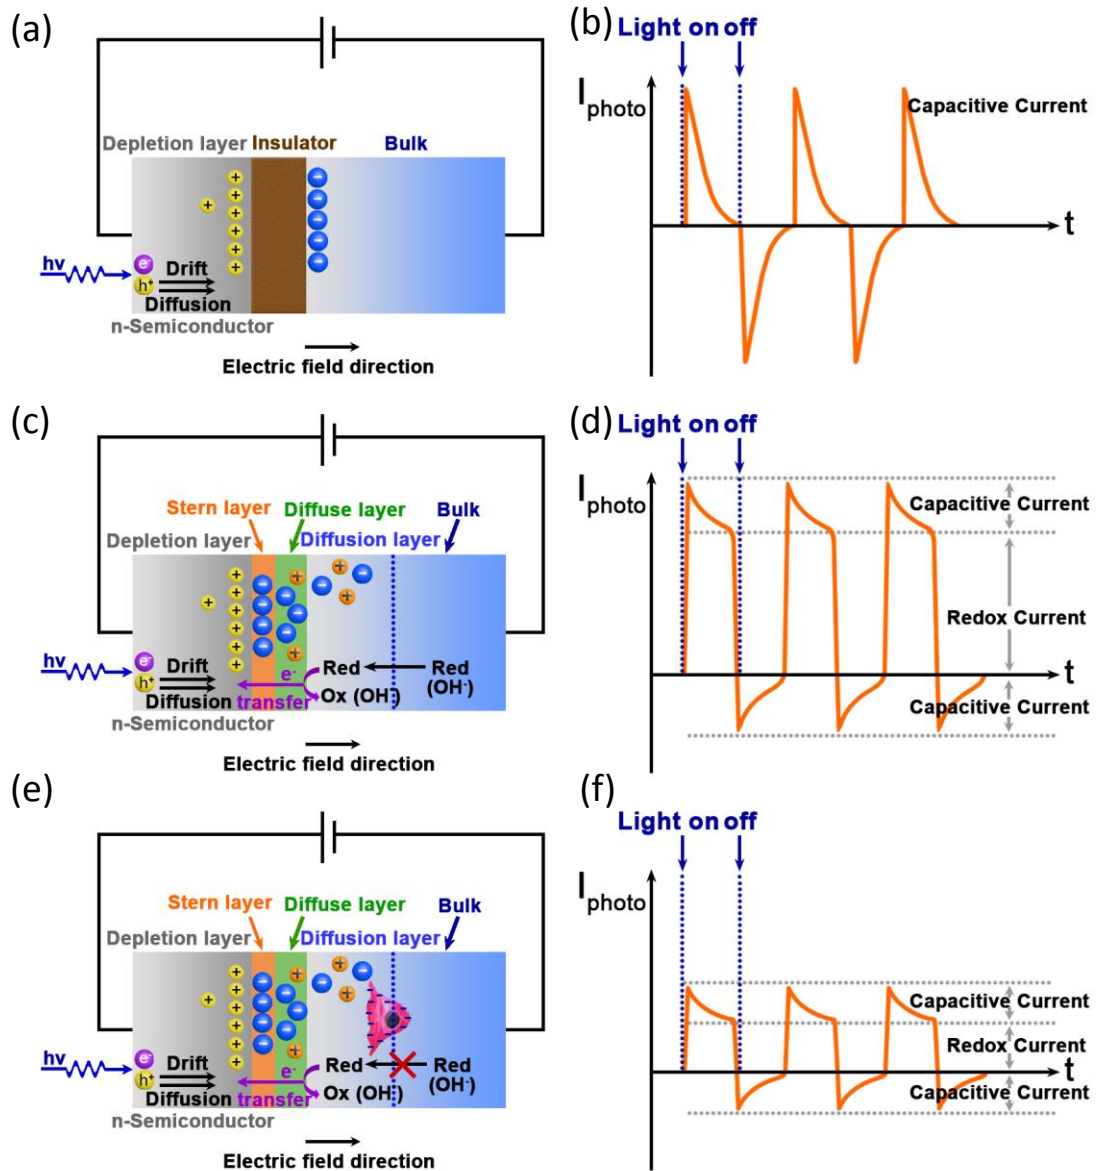 (a)
Depletion layer Insulator Bulk
+ + + + + + +
− − − − −
hv
e-
h+
Drift
Diffusion
n-Semiconductor
Electric field direction
(b)
Light on off
Iphoto
Capacitive Current
t
(c)
Stern layer
Diffuse layer
Bulk
Depletion layer
Diffusion layer
hv
e-
h+
Drift
Diffusion
e-
transfer
Red
Red
Ox (OH)
(OH-)
n-Semiconductor
Electric field direction
(d)
Light on off
Iphoto
Capacitive Current
Redox Current
t
Capacitive Current
(e)
Stern layer
Diffuse layer
Bulk
Depletion layer
Diffusion layer
hv
e-
h+
Drift
Diffusion
e-
transfer
Red
Red
Ox (OH)
(OH-)
n-Semiconductor
Electric field direction
(f)
Light on off
Iphoto
Capacitive Current
Redox Current
t
Capacitive Current